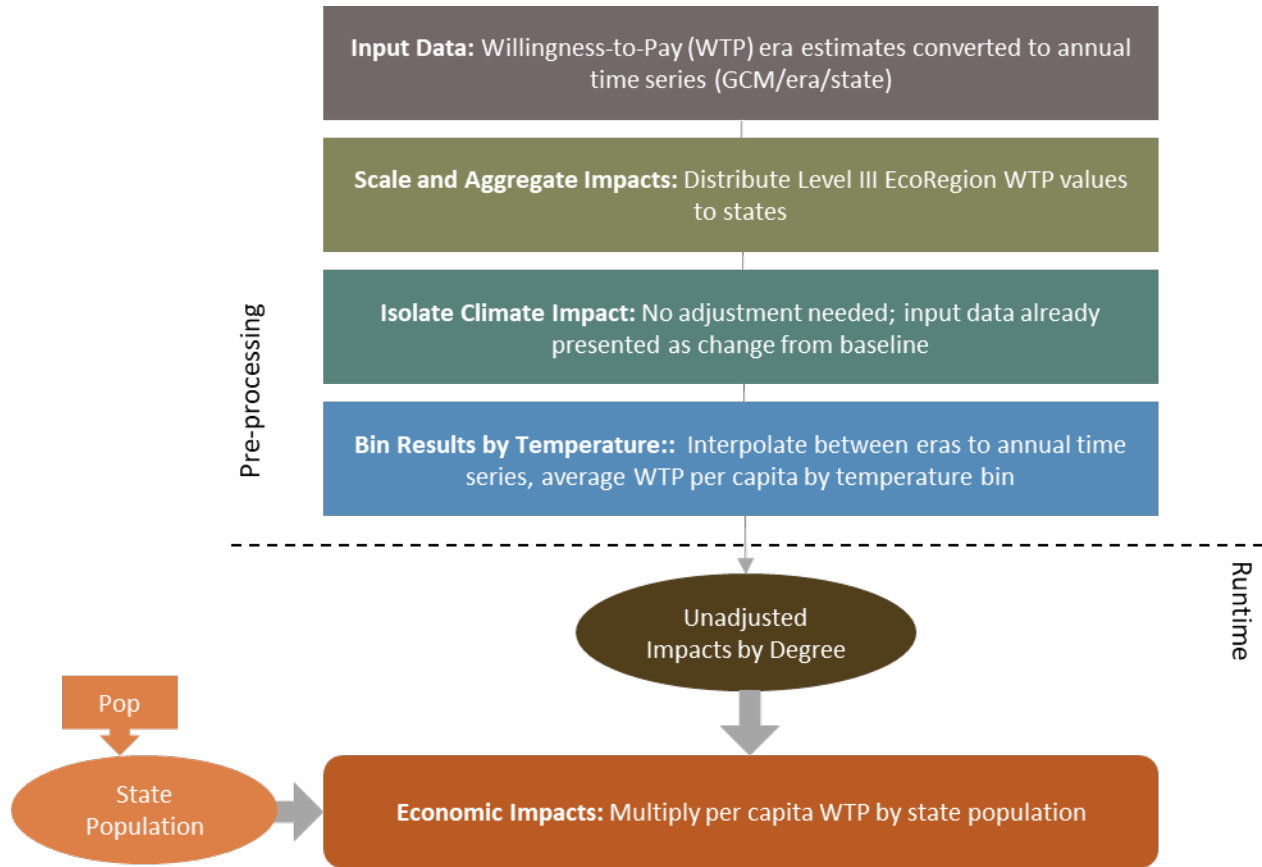 Input Data: Willingness-to-Pay (WTP) era estimates converted to annual
time series (GCM/era/state)
Scale and Aggregate Impacts: Distribute Level III EcoRegion WTP values
to states
Isolate Climate Impact: No adjustment needed; input data already
presented as change from baseline
Bin Results by Temperature:: Interpolate between eras to annual time
series, average WTP per capita by temperature bin
Pre-processing
Runtime
Unadjusted
Impacts by Degree
Pop
State
Population
Economic Impacts: Multiply per capita WTP by state population